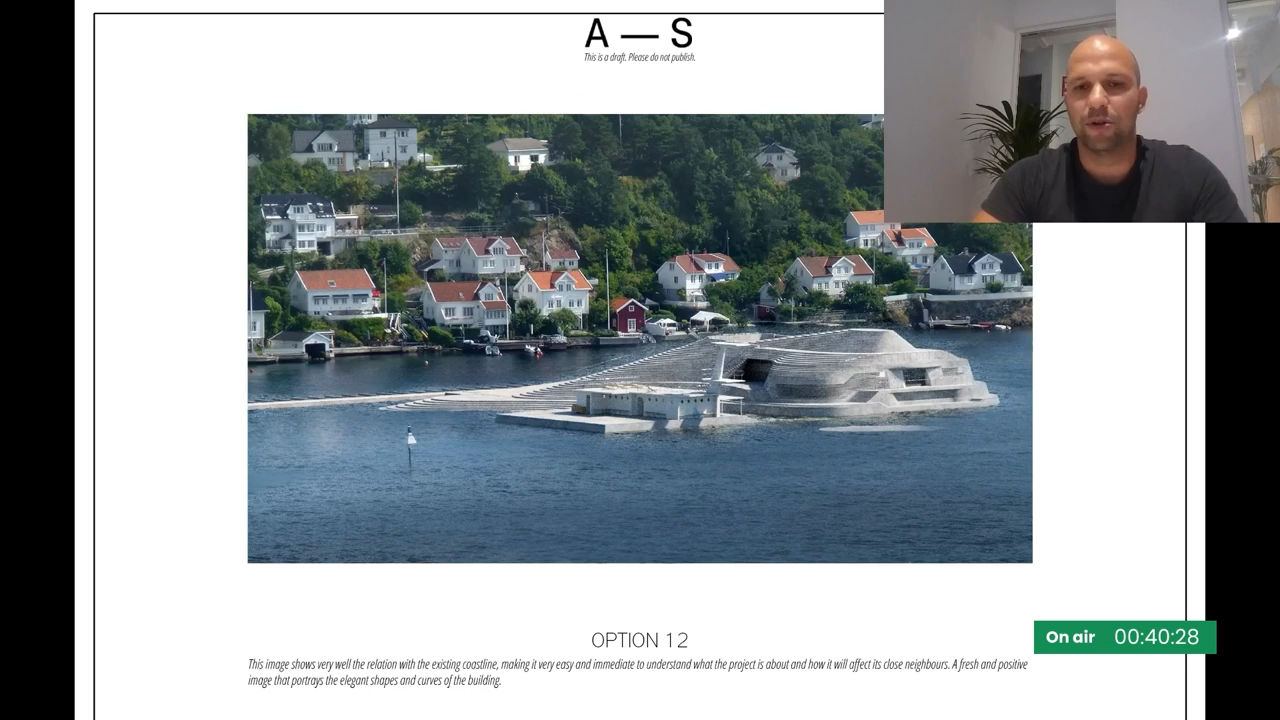 A — S
This is a draft. Please do not publish.
OPTION 12
On air 00:40:28
This image shows very well the relation with the existing coastline, making it very easy and immediate to understand what the project is about and how it will affect its close neighbours. A fresh and positive
image that portrays the elegant shapes and curves of the building.